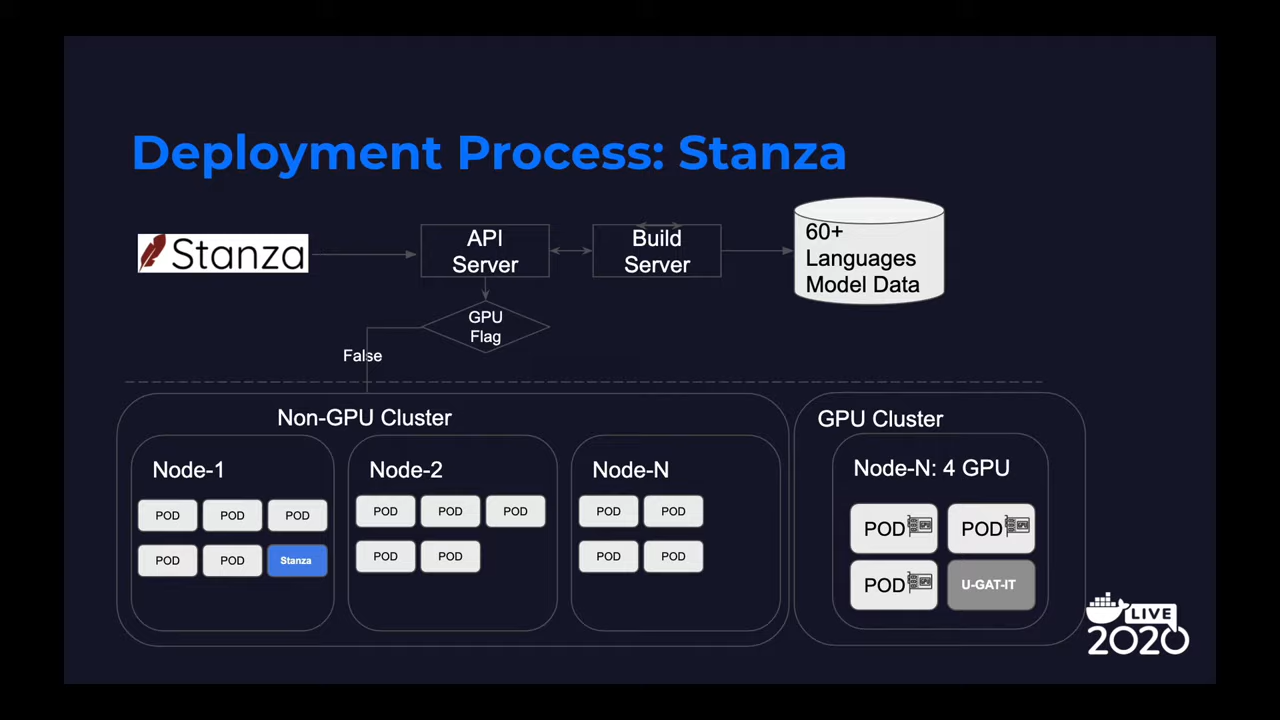 Deployment Process: Stanza
Stanza
API
Server
Build
Server
60+
Languages
Model Data
GPU
Flag
False
Non-GPU Cluster
GPU Cluster
Node-1
POD
POD
POD
POD
POD
Stanza
Node-2
POD
POD
POD
POD
POD
Node-N
POD
POD
POD
POD
Node-N: 4 GPU
POD
POD
POD
U-GAT-IT
LIVE
2020